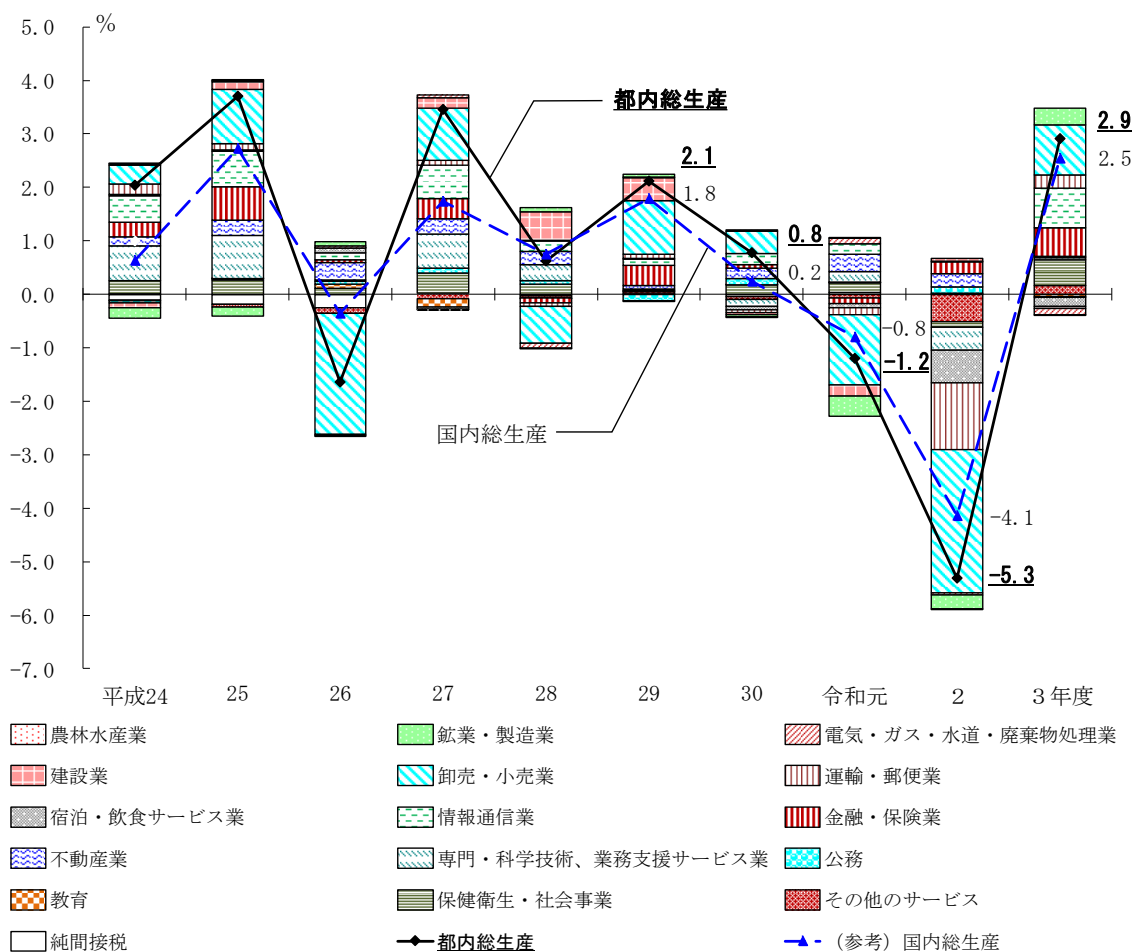 %
5.0
4.0
3.0
2.0
1.0
0.0
-1.0
-2.0
-3.0
-4.0
-5.0
-6.0
-7.0
都内総生産
国内総生産
2.1
1.8
0.8
0.2
-0.8
-1.2
-4.1
-5.3
2.9
2.5
平成24 25 26 27 28 29 30 令和元 2 3年度
農林水産業 鉱業・製造業 電気・ガス・水道・廃棄物処理業
建設業 卸売・小売業 運輸・郵便業
宿泊・飲食サービス業 情報通信業 金融・保険業
不動産業 専門・科学技術、業務支援サービス業 公務
教育 保健衛生・社会事業 その他のサービス
純間接税 都内総生産 (参考)国内総生産